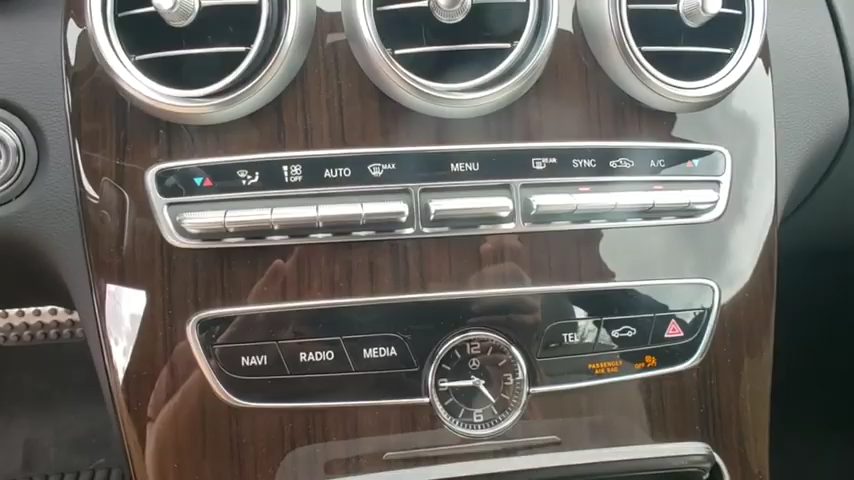 OFF AUTO MAX MENU REAR SYNC A/C
NAVI RADIO MEDIA
12
3
6
9
TEL
PASSENGER
AIR BAG OFF